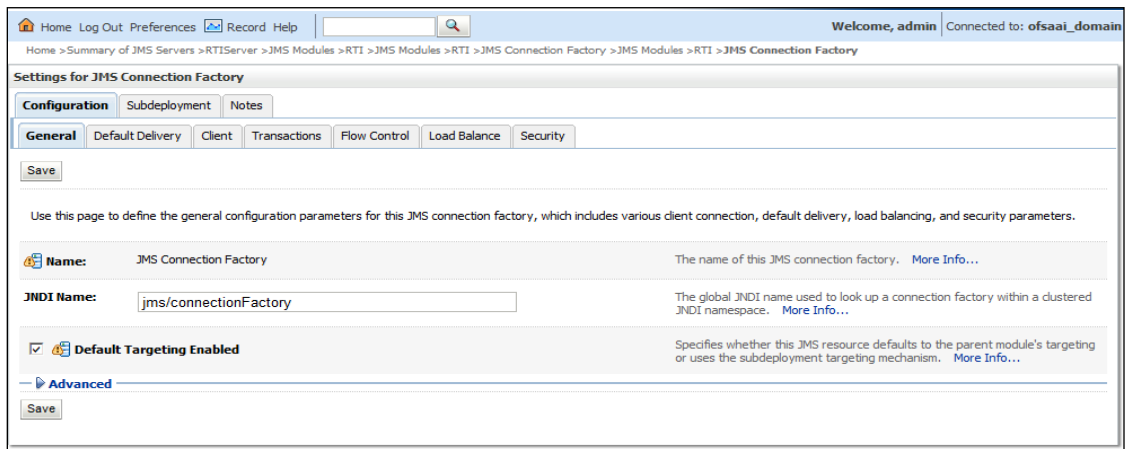 Home Log Out Preferences Record Help Welcome, admin Connected to: ofsaai_domain
Home >Summary of JMS Servers >RTIServer >JMS Modules >RTI >JMS Modules >RTI >JMS Connection Factory >JMS Modules >RTI >JMS Connection Factory
Settings for JMS Connection Factory
Configuration Subdeployment Notes
General Default Delivery Client Transactions Flow Control Load Balance Security
Save
Use this page to define the general configuration parameters for this JMS connection factory, which includes various client connection, default delivery, load balancing, and security parameters.
Name: JMS Connection Factory The name of this JMS connection factory. More Info...
JNDI Name: jms/connectionFactory The global JNDI name used to look up a connection factory within a clustered
JNDI namespace. More Info...
Default Targeting Enabled Specifies whether this JMS resource defaults to the parent module's targeting
or uses the subdeployment targeting mechanism. More Info...
Advanced
Save